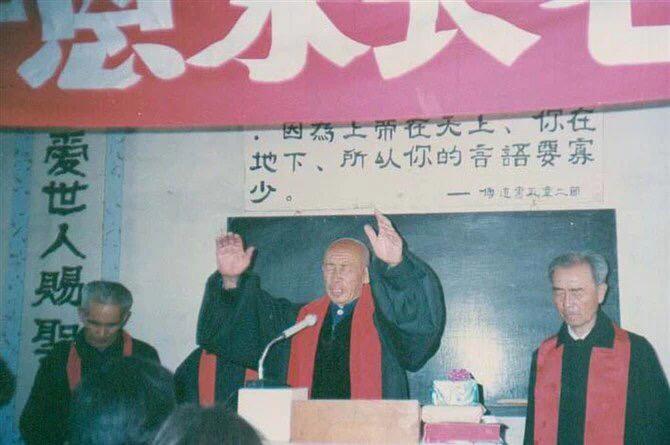 因為上帝在天上、你在
地下、所以你的言語要寡
少。
—傳道書五章二節
愛世人賜聖